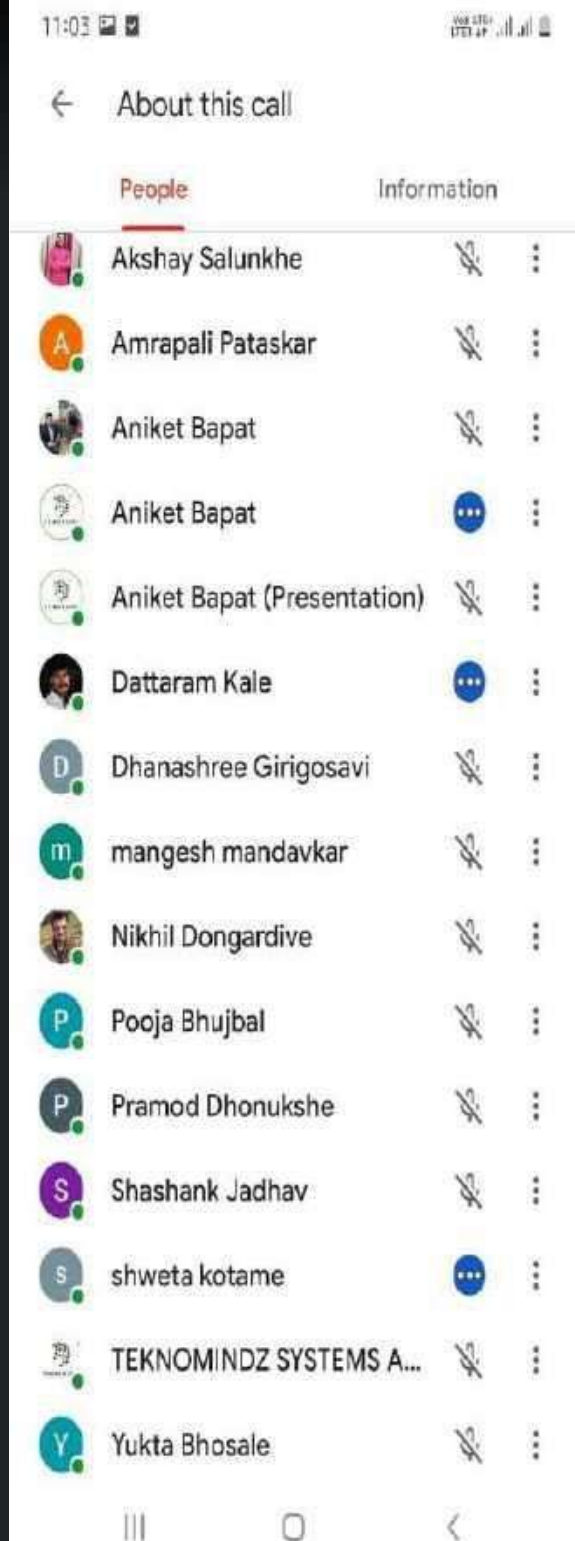 11:03
About this call
People Information
Akshay Salunkhe
A Amrapali Pataskar
Aniket Bapat
Aniket Bapat
Aniket Bapat (Presentation)
Dattaram Kale
D Dhanashree Girigosavi
m mangesh mandavkar
Nikhil Dongardive
P Pooja Bhujbal
P Pramod Dhonukshe
S Shashank Jadhav
s shweta kotame
TEKNOMINDZ SYSTEMS A...
Y Yukta Bhosale